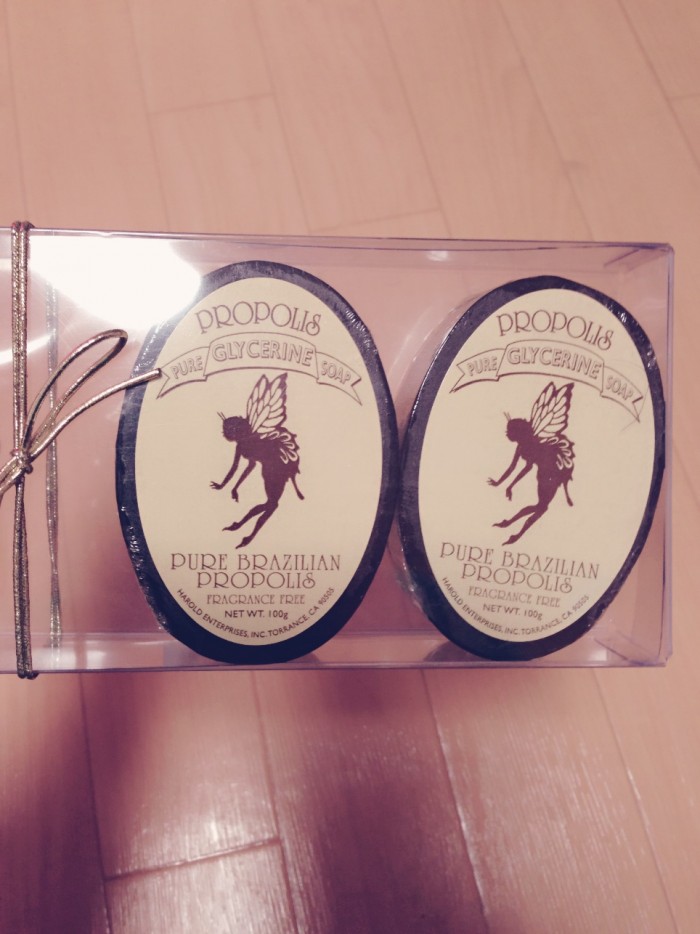 PROPOLIS
PURE GLYCERINE SOAP
PURE BRAZILIAN
PROPOLIS
FRAGRANCE FREE
NET WT. 100g
HAROLD ENTERPRISES, INC. TORRANCE, CA 90505
PROPOLIS
PURE GLYCERINE SOAP
PURE BRAZILIAN
PROPOLIS
FRAGRANCE FREE
NET WT. 100g
HAROLD ENTERPRISES, INC. TORRANCE, CA 90505